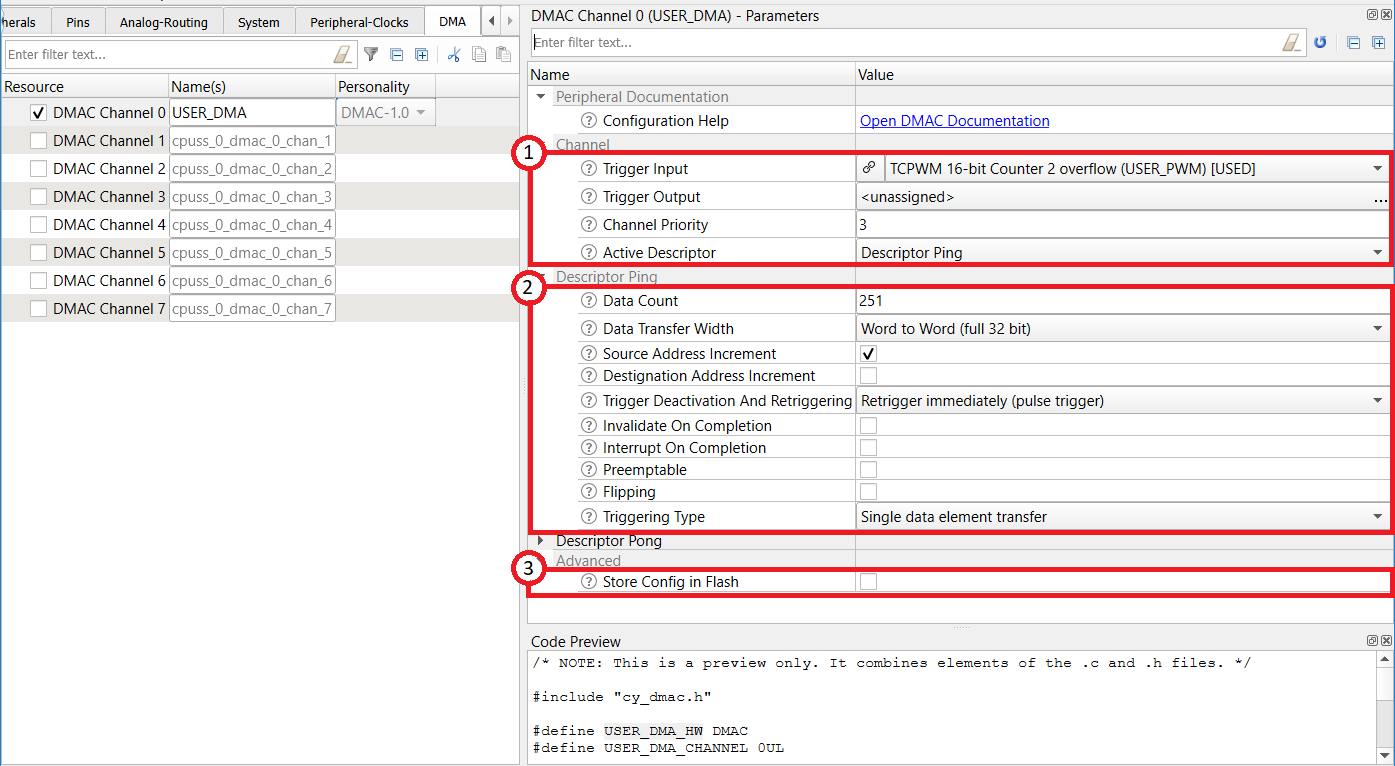 herals Pins Analog-Routing System Peripheral-Clocks DMA
Enter filter text...
Resource Name(s) Personality
DMAC Channel 0 USER_DMA DMAC-1.0
DMAC Channel 1 cpuss_0_dmac_0_chan_1
DMAC Channel 2 cpuss_0_dmac_0_chan_2
DMAC Channel 3 cpuss_0_dmac_0_chan_3
DMAC Channel 4 cpuss_0_dmac_0_chan_4
DMAC Channel 5 cpuss_0_dmac_0_chan_5
DMAC Channel 6 cpuss_0_dmac_0_chan_6
DMAC Channel 7 cpuss_0_dmac_0_chan_7
DMAC Channel 0 (USER_DMA) - Parameters
Enter filter text...
Name Value
Peripheral Documentation
? Configuration Help Open DMAC Documentation
Channel
1
? Trigger Input TCPWM 16-bit Counter 2 overflow (USER_PWM) [USED]
? Trigger Output <unassigned> ...
? Channel Priority 3
? Active Descriptor Descriptor Ping
Descriptor Ping
2
? Data Count 251
? Data Transfer Width Word to Word (full 32 bit)
? Source Address Increment
? Destignation Address Increment
? Trigger Deactivation And Retriggering Retrigger immediately (pulse trigger)
? Invalidate On Completion
? Interrupt On Completion
? Preemptable
? Flipping
? Triggering Type Single data element transfer
Descriptor Pong
Advanced
3
? Store Config in Flash
Code Preview
/* NOTE: This is a preview only. It combines elements of the .c and .h files. */
#include "cy_dmac.h"
#define USER_DMA_HW DMAC
#define USER_DMA_CHANNEL 0UL